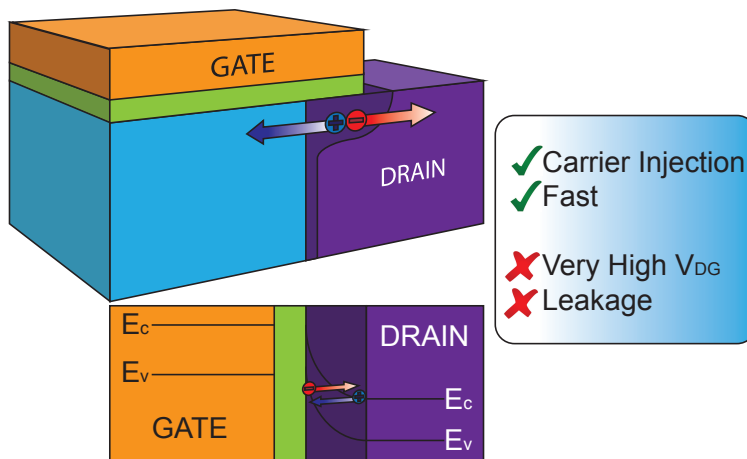 GATE
DRAIN
Carrier Injection
Fast
Very High VDG
Leakage
Ec
Ev
GATE
DRAIN
Ec
Ev